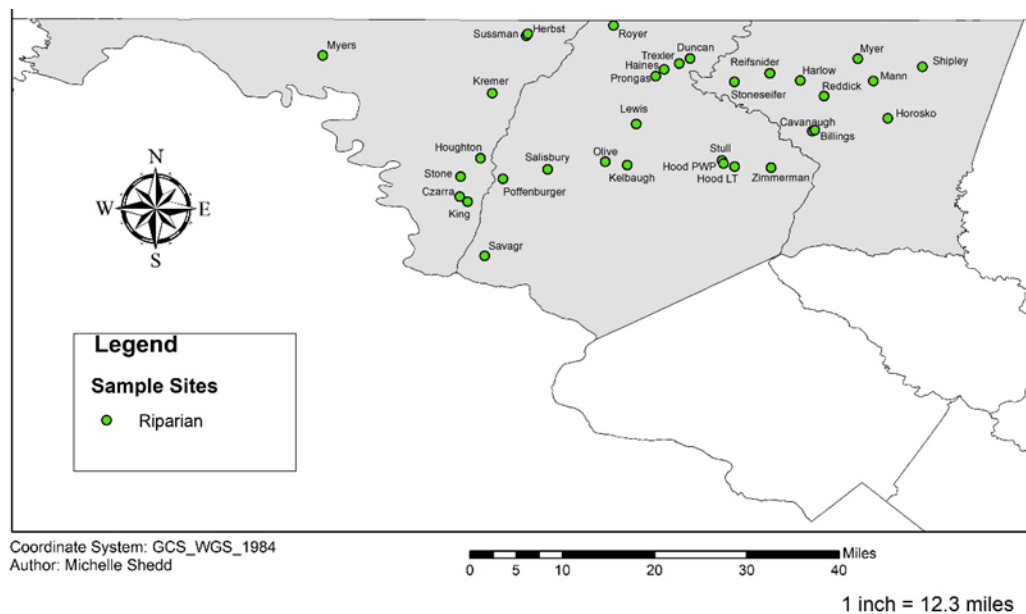 Myers
Sussman
Herbst
Royer
Kremer
Trexler
Duncan
Haines
Prongas
Reifsnider
Stoneseifer
Harlow
Myer
Reddick
Mann
Shipley
Horosko
Cavanaugh
Billings
Lewis
Houghton
Stone
Czarra
King
Salisbury
Poffenburger
Olive
Kelbaugh
Stull
Hood PWP
Hood LT
Zimmerman
Savagr
N
W
E
S
Legend
Sample Sites
Riparian
Coordinate System: GCS_WGS_1984
Author: Michelle Shedd
Miles
0 5 10 20 30 40
1 inch = 12.3 miles